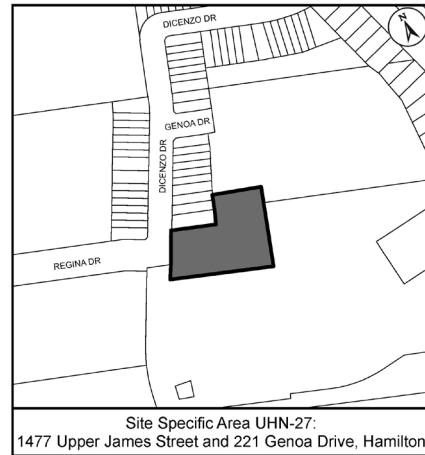 DICENZO DR
N
GENOA DR
DICENZO DR
REGINA DR
Site Specific Area UHN-27:
1477 Upper James Street and 221 Genoa Drive, Hamilton